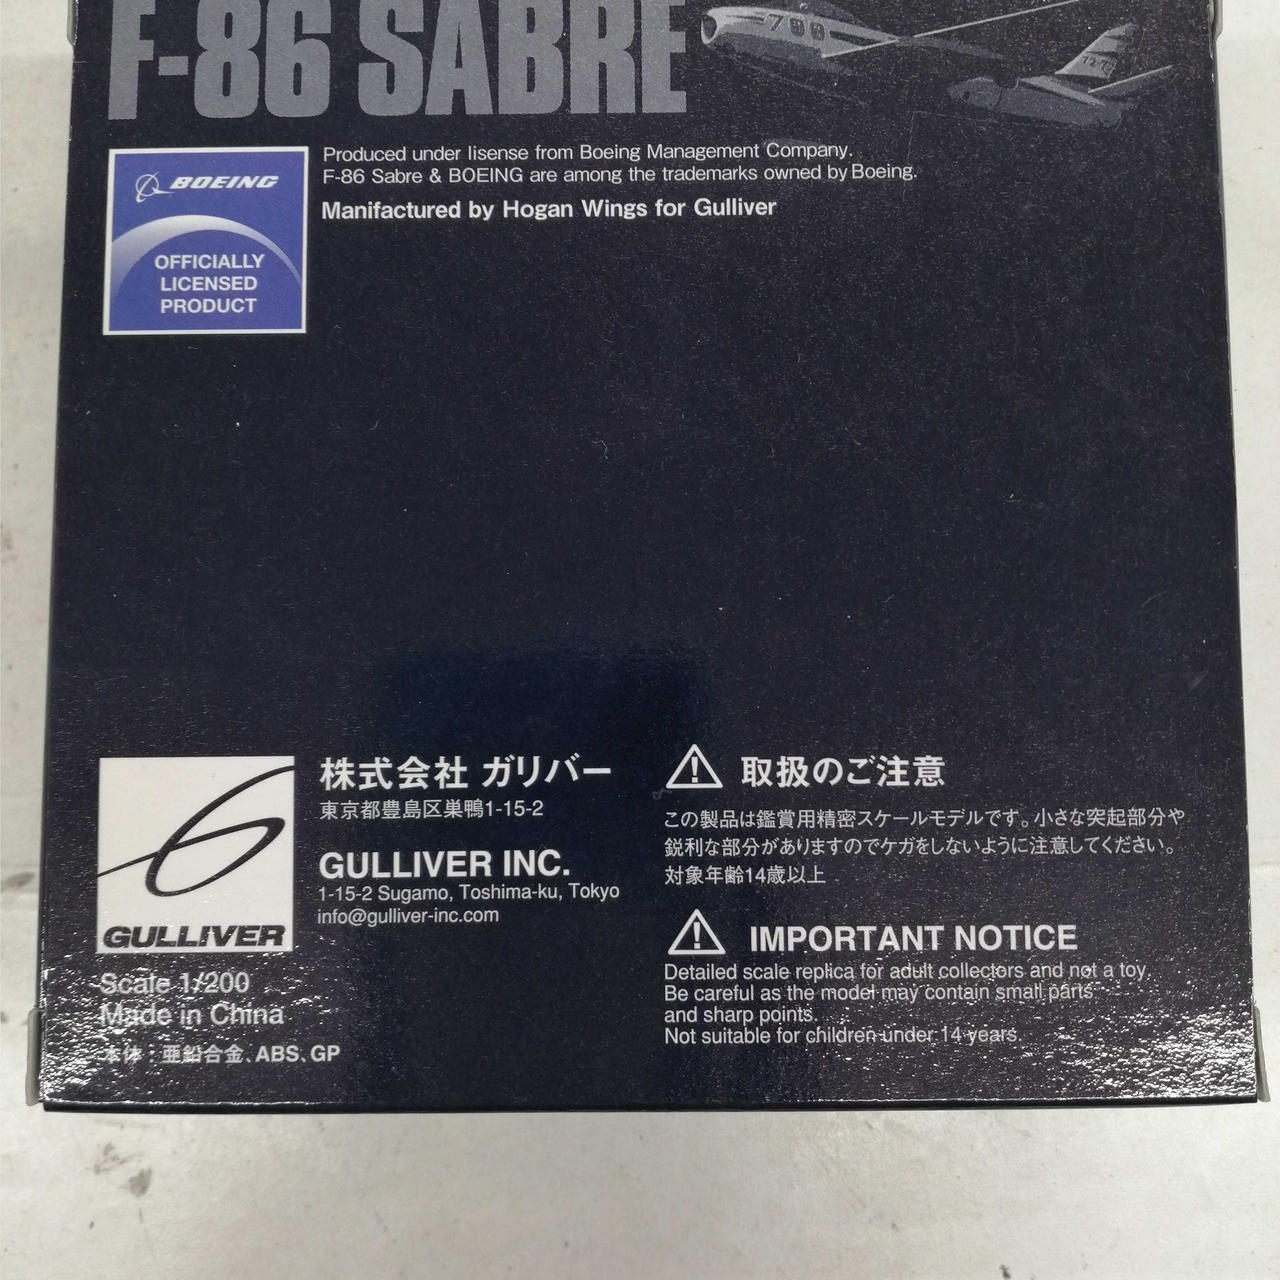 F-86 SABRE
BOEING
OFFICIALLY
LICENSED
PRODUCT
Produced under lisense from Boeing Management Company.
F-86 Sabre & BOEING are among the trademarks owned by Boeing.
Manifactured by Hogan Wings for Gulliver
GULLIVER
株式会社 ガリバー
東京都豊島区巣鴨1-15-2
GULLIVER INC.
1-15-2 Sugamo, Toshima-ku, Tokyo
info@gulliver-inc.com
Scale 1/200
Made in China
本体：亜鉛合金、ABS、GP
取扱のご注意
この製品は鑑賞用精密スケールモデルです。小さな突起部分や
鋭利な部分がありますのでケガをしないように注意してください。
対象年齢14歳以上
IMPORTANT NOTICE
Detailed scale replica for adult collectors and not a toy.
Be careful as the model may contain small parts
and sharp points.
Not suitable for children under 14 years.